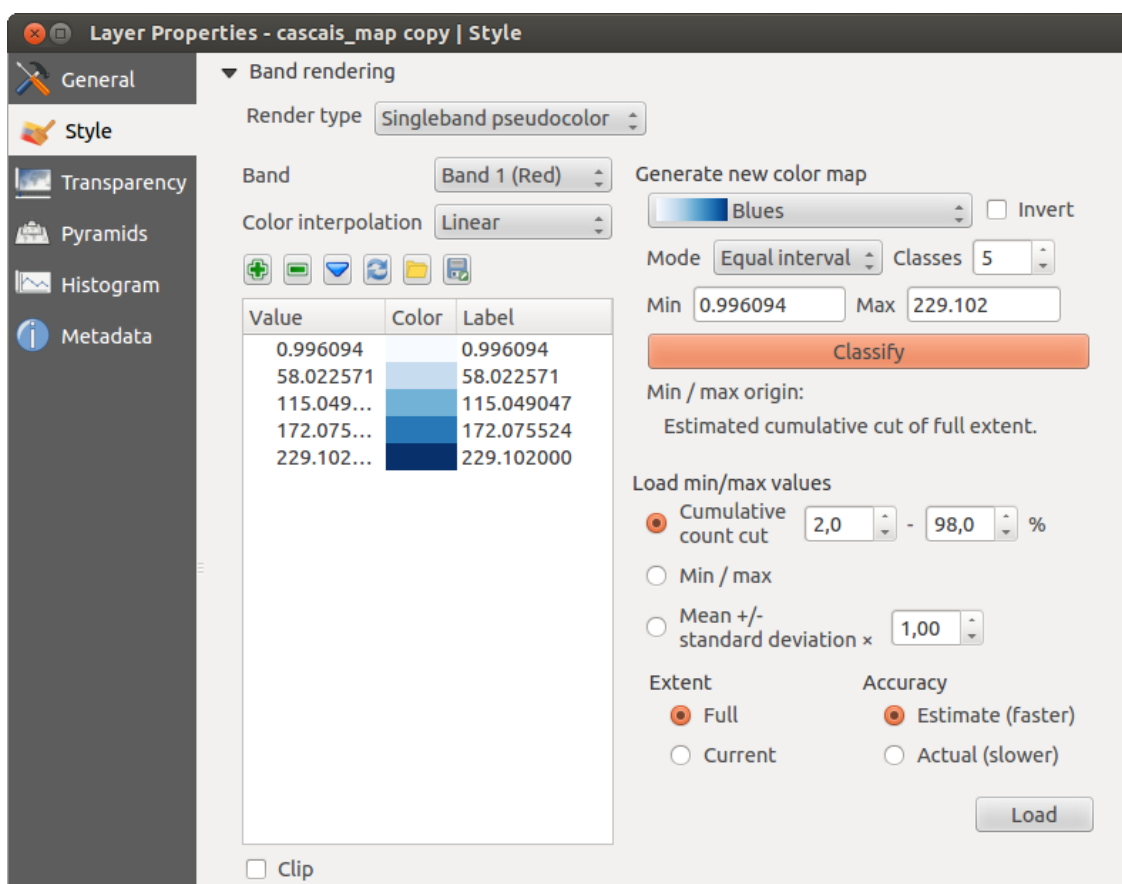 Layer Properties - cascais_map copy | Style
General
Style
Transparency
Pyramids
Histogram
Metadata
Band rendering
Render type Singleband pseudocolor
Band Band 1 (Red)
Color interpolation Linear
Value Color Label
0.996094 0.996094
58.022571 58.022571
115.049... 115.049047
172.075... 172.075524
229.102... 229.102000
Clip
Generate new color map
Blues Invert
Mode Equal interval Classes 5
Min 0.996094 Max 229.102
Classify
Min / max origin:
Estimated cumulative cut of full extent.
Load min/max values
Cumulative
count cut 2,0 - 98,0 %
Min / max
Mean +/-
standard deviation × 1,00
Extent Accuracy
Full Estimate (faster)
Current Actual (slower)
Load